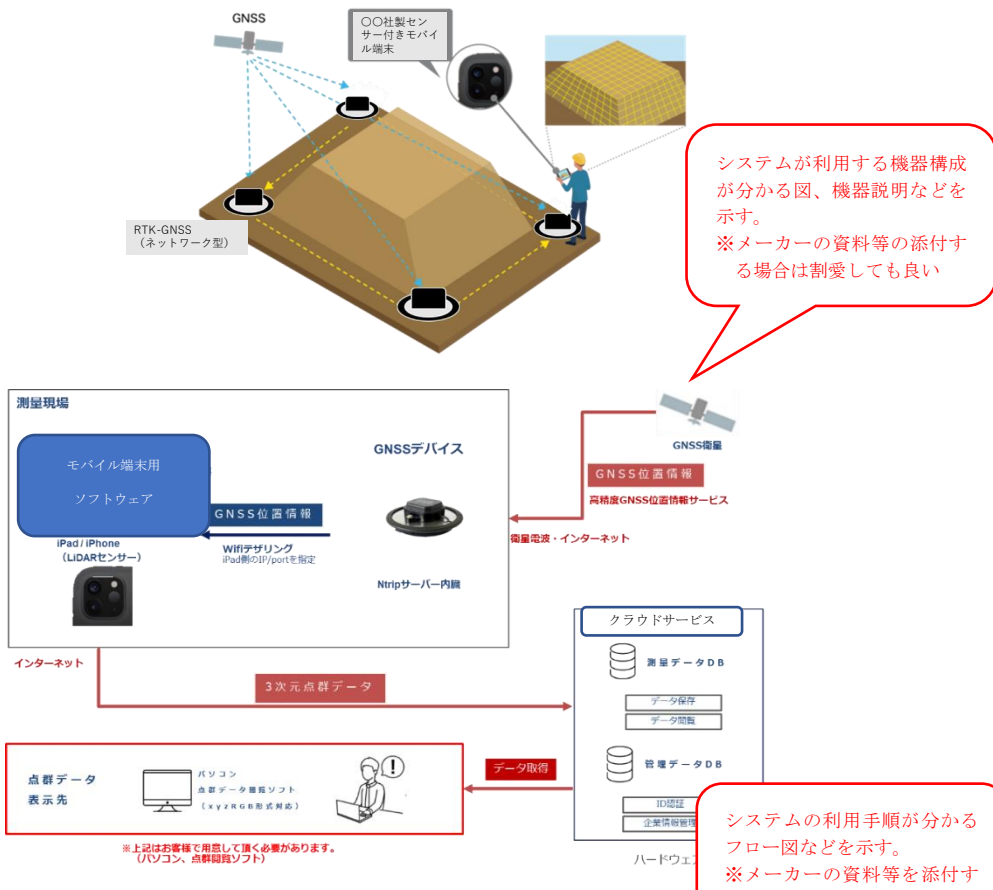 GNSS
〇〇社製セン
サー付きモバイ
ル端末
RTK-GNSS
（ネットワーク型）
システムが利用する機器構成
が分かる図、機器説明などを
示す。
※メーカーの資料等の添付す
る場合は割愛しても良い
測量現場
モバイル端末用
ソフトウェア
iPad / iPhone
（LiDARセンサー）
GNSS位置情報
Wifiテザリング
iPad側のIP/portを指定
GNSSデバイス
Ntripサーバー内臓
GNSS衛星
GNSS位置情報
高精度GNSS位置情報サービス
衛星電波・インターネット
インターネット
3次元点群データ
クラウドサービス
測量データDB
データ保存
データ閲覧
管理データDB
ID認証
企業情報管理
データ取得
点群データ
表示先
パソコン
点群データ閲覧ソフト
（xyzRGB形式対応）
※上記はお客様で用意して頂く必要があります。
（パソコン、点群閲覧ソフト）
ハードウェ
システムの利用手順が分かる
フロー図などを示す。
※メーカーの資料等を添付す